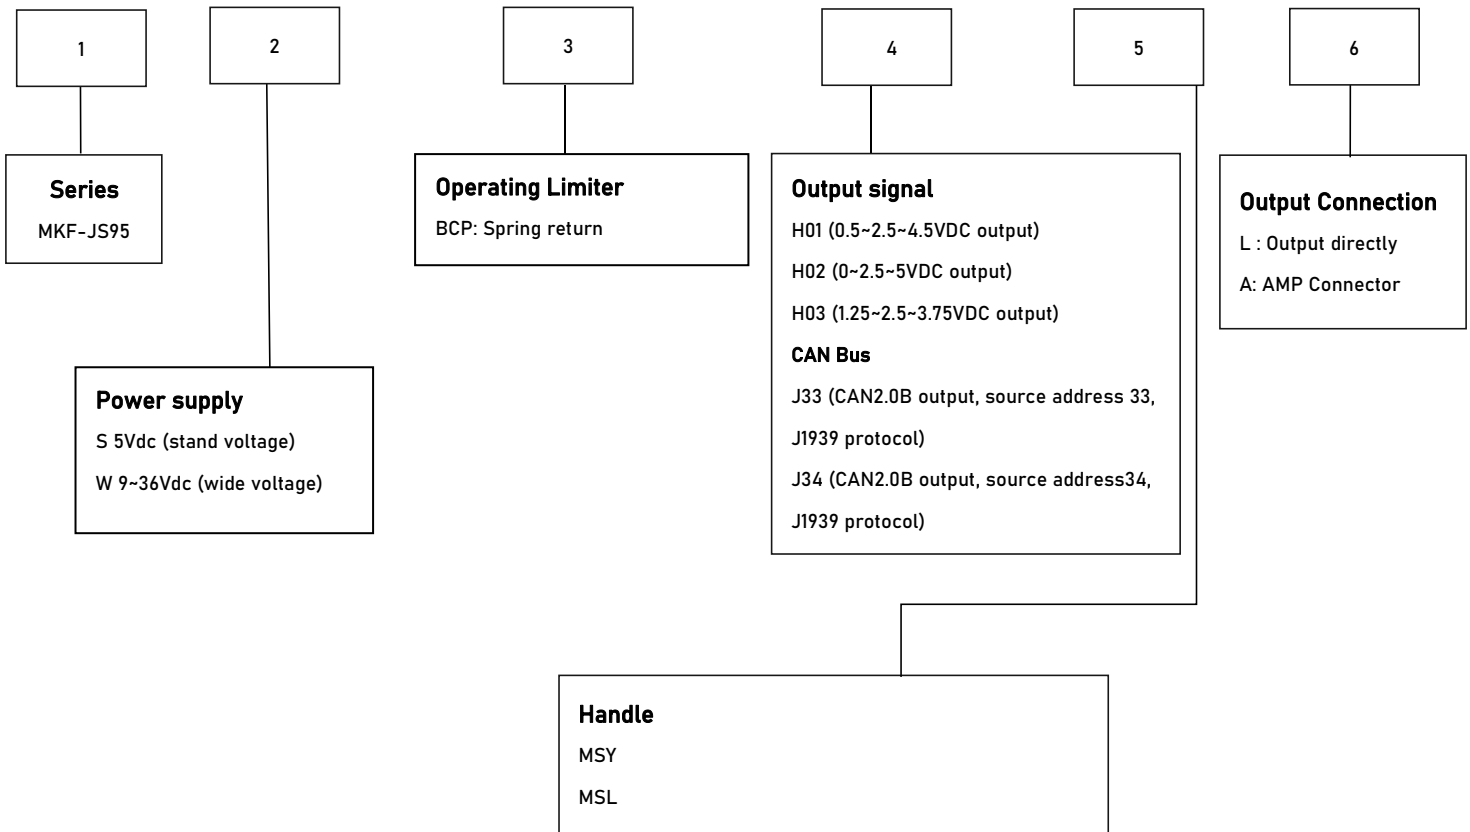 1
2
3
4
5
6
Series
MKF-JS95
Power supply
S 5Vdc (stand voltage)
W 9~36Vdc (wide voltage)
Operating Limiter
BCP: Spring return
Output signal
H01 (0.5~2.5~4.5VDC output)
H02 (0~2.5~5VDC output)
H03 (1.25~2.5~3.75VDC output)
CAN Bus
J33 (CAN2.0B output, source address 33,
J1939 protocol)
J34 (CAN2.0B output, source address34,
J1939 protocol)
Handle
MSY
MSL
Output Connection
L : Output directly
A: AMP Connector